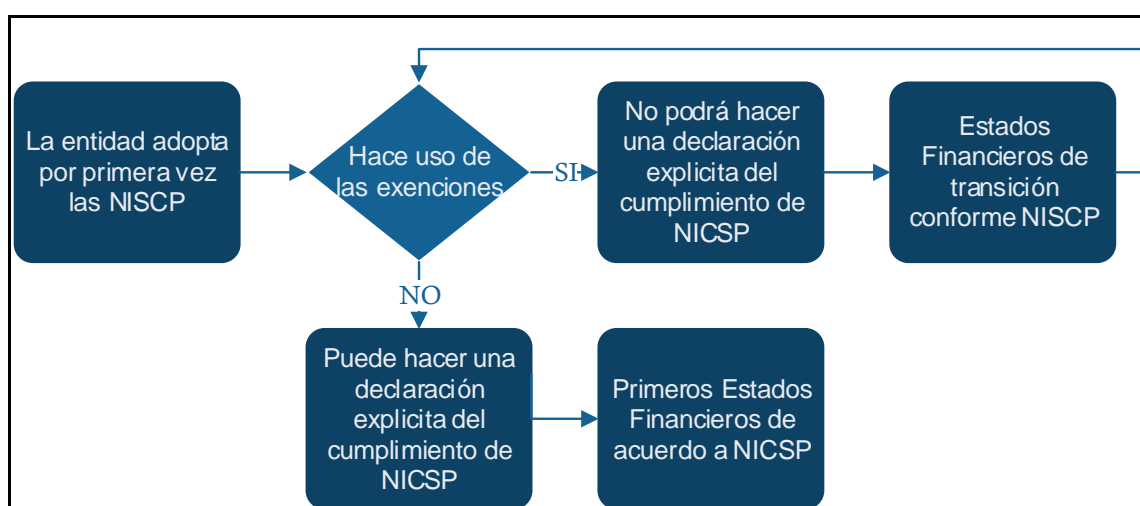 La entidad adopta
por primera vez
las NISCP
Hace uso de
las exenciones
SI
No podrá hacer
una declaración
explicita del
cumplimiento de
NICSP
Estados
Financieros de
transición
conforme NISCP
NO
Puede hacer una
declaración
explicita del
cumplimiento de
NICSP
Primeros Estados
Financieros de
acuerdo a NICSP